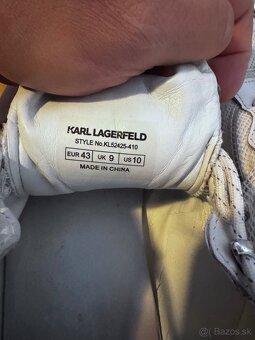 KARL LAGERFELD
STYLE No.KL52425-410
EUR 43 UK 9 US 10
MADE IN CHINA
© Bazos.sk